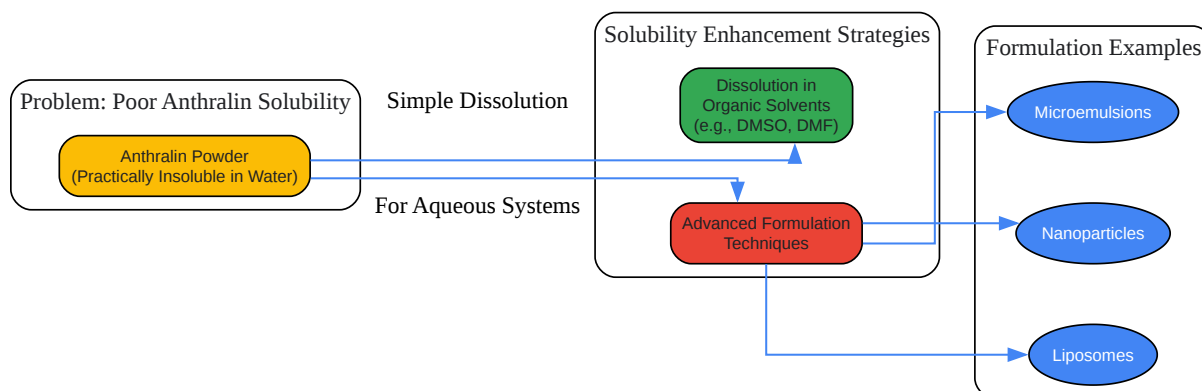 Problem: Poor Anthralin Solubility
Anthralin Powder
(Practically Insoluble in Water)
Simple Dissolution
For Aqueous Systems
Solubility Enhancement Strategies
Dissolution in
Organic Solvents
(e.g., DMSO, DMF)
Advanced Formulation
Techniques
Formulation Examples
Microemulsions
Nanoparticles
Liposomes